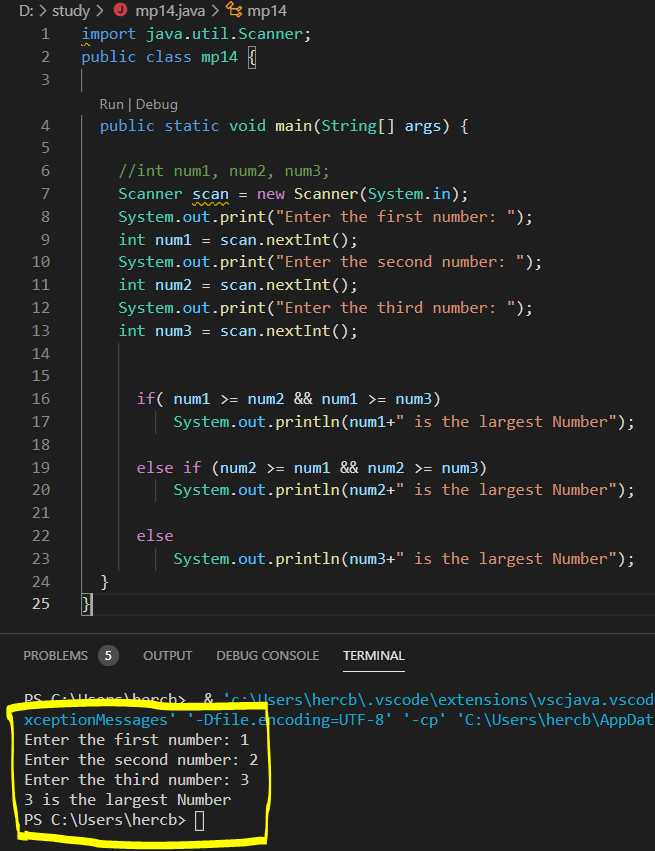 D: > study > mp14.java > mp14
1 import java.util.Scanner;
2 public class mp14 {
3
Run | Debug
4 public static void main(String[] args) {
5
6 //int num1, num2, num3;
7 Scanner scan = new Scanner(System.in);
8 System.out.print("Enter the first number: ");
9 int num1 = scan.nextInt();
10 System.out.print("Enter the second number: ");
11 int num2 = scan.nextInt();
12 System.out.print("Enter the third number: ");
13 int num3 = scan.nextInt();
14
15
16 if( num1 >= num2 && num1 >= num3)
17 System.out.println(num1+" is the largest Number");
18
19 else if (num2 >= num1 && num2 >= num3)
20 System.out.println(num2+" is the largest Number");
21
22 else
23 System.out.println(num3+" is the largest Number");
24 }
25 }
PROBLEMS 5 OUTPUT DEBUG CONSOLE TERMINAL
PS C:\Users\hercb> & 'c:\Users\hercb\.vscode\extensions\vscjava.vscod
xceptionMessages' '-Dfile.encoding=UTF-8' '-cp' 'C:\Users\hercb\AppDat
Enter the first number: 1
Enter the second number: 2
Enter the third number: 3
3 is the largest Number
PS C:\Users\hercb>